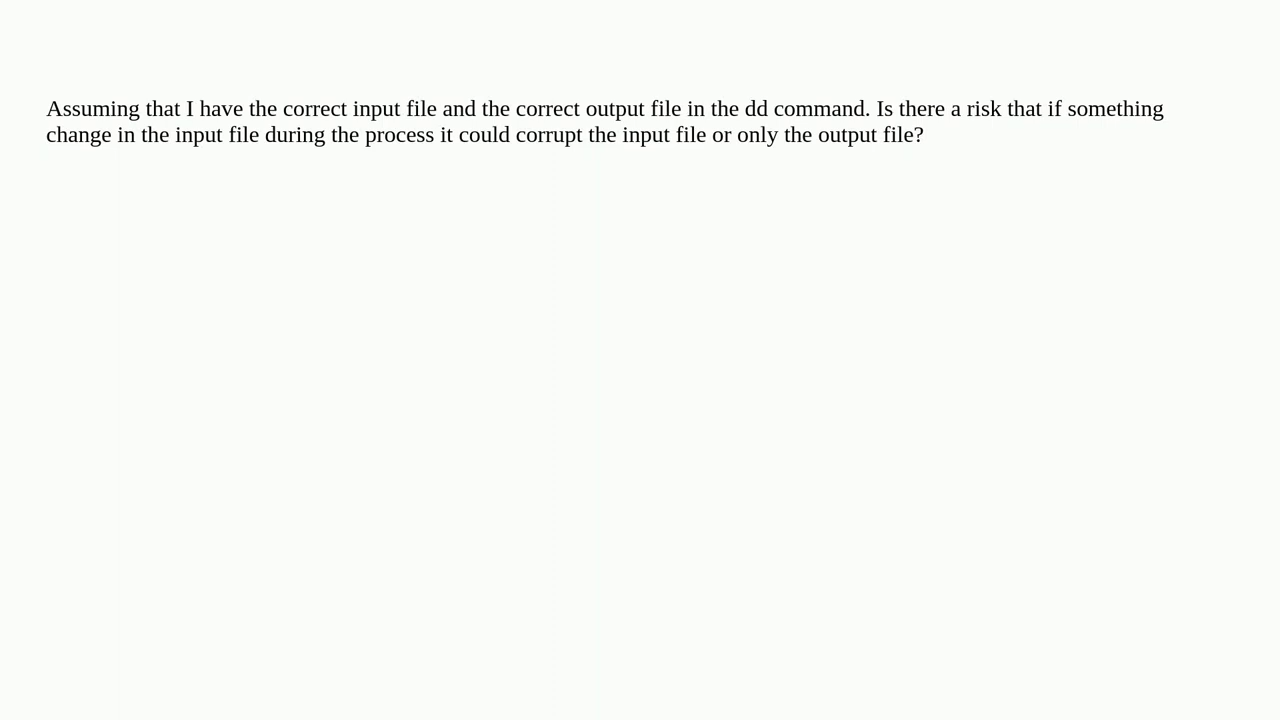 Assuming that I have the correct input file and the correct output file in the dd command. Is there a risk that if something
change in the input file during the process it could corrupt the input file or only the output file?